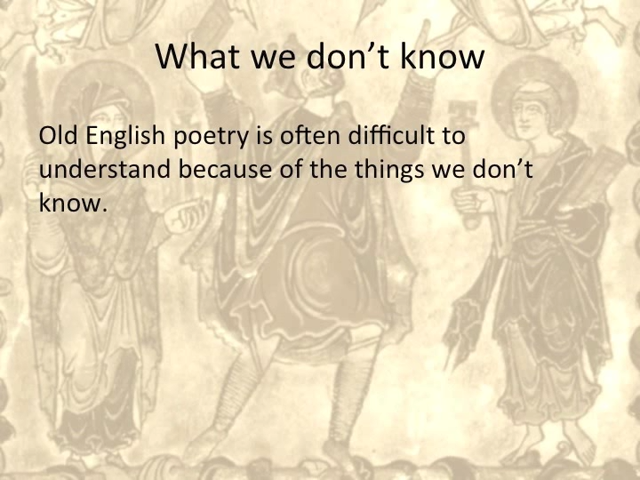 What we don’t know
Old English poetry is often difficult to
understand because of the things we don’t
know.